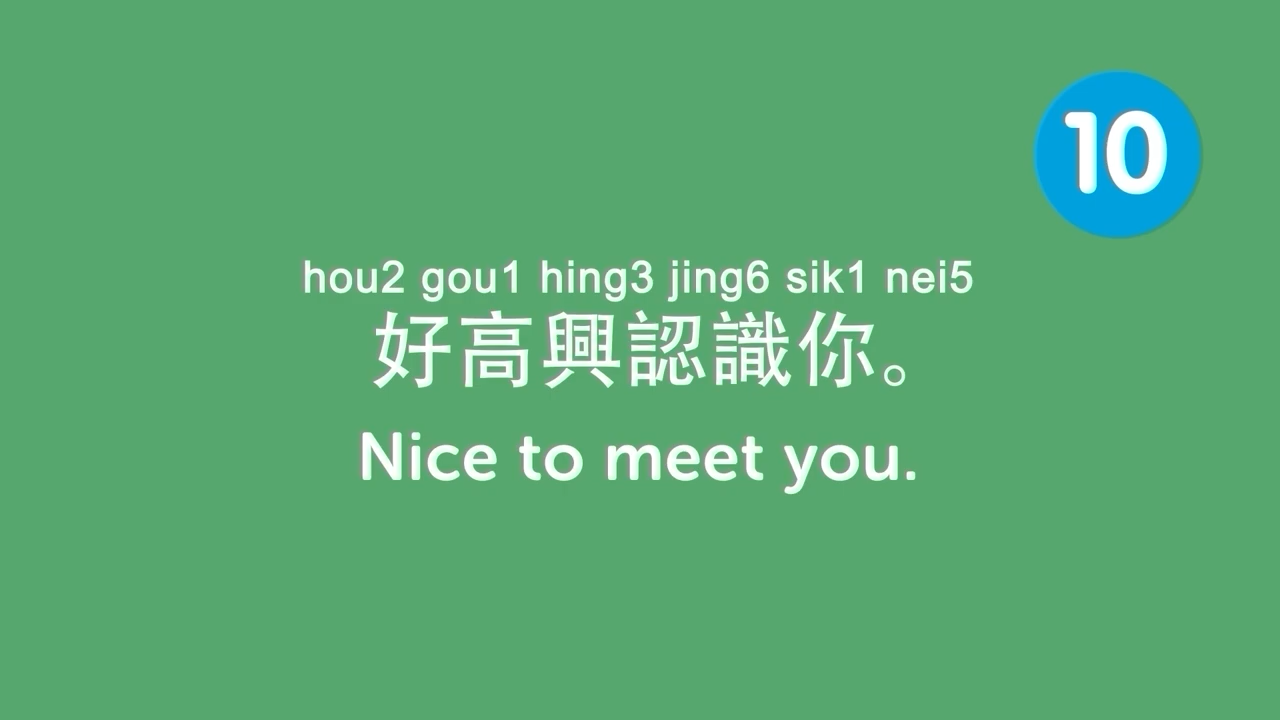 10
hou2 gou1 hing3 jing6 sik1 nei5
好高興認識你。
Nice to meet you.